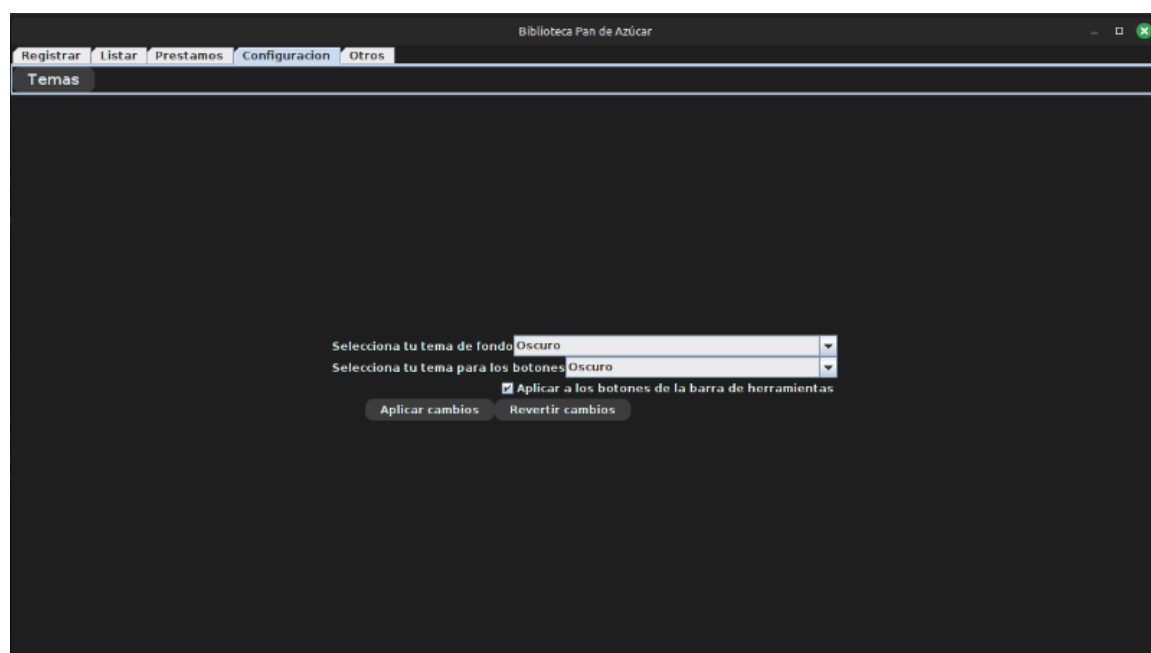 Biblioteca Pan de Azúcar
Registrar Listar Prestamos Configuracion Otros
Temas
Selecciona tu tema de fondo Oscuro
Selecciona tu tema para los botones Oscuro
Aplicar a los botones de la barra de herramientas
Aplicar cambios Revertir cambios